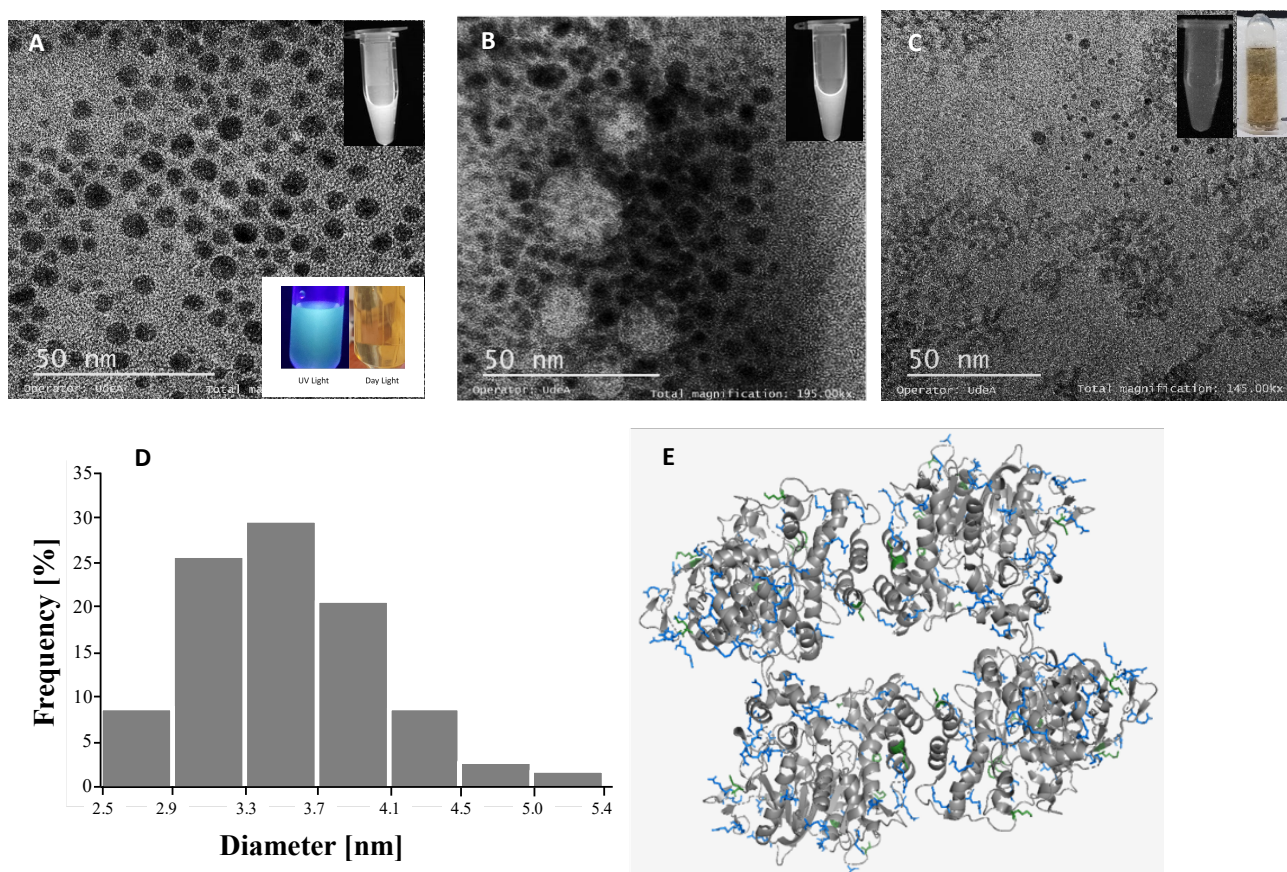 A
50 nm
Operator: UdeA Total mag
UV Light Day Light
B
50 nm
Operator: UdeA Total magnification: 195.00kx
C
50 nm
Operator: UdeA Total magnification: 145.00kx
D
Frequency [%]
35
30
25
20
15
10
5
0
2.5 2.9 3.3 3.7 4.1 4.5 5.0 5.4
Diameter [nm]
E